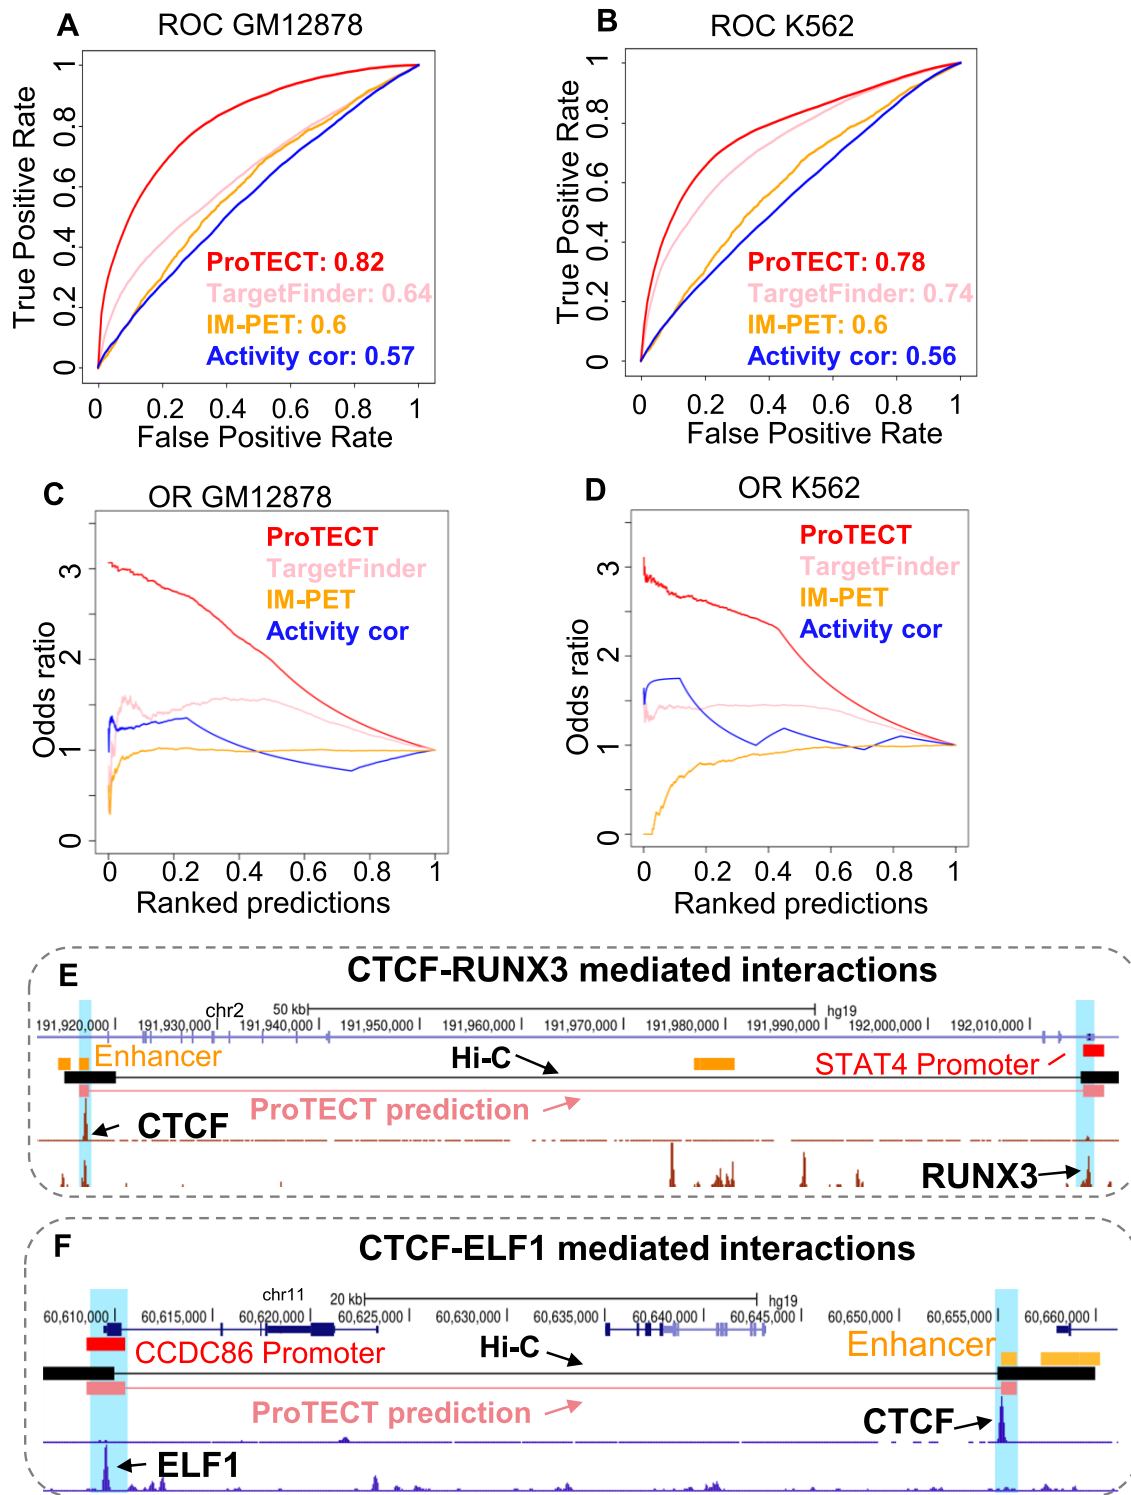 A
ROC GM12878
True Positive Rate
1
0.8
0.6
0.4
0.2
0
ProTECT: 0.82
TargetFinder: 0.64
IM-PET: 0.6
Activity cor: 0.57
0 0.2 0.4 0.6 0.8 1
False Positive Rate
B
ROC K562
True Positive Rate
1
0.8
0.6
0.4
0.2
0
ProTECT: 0.78
TargetFinder: 0.74
IM-PET: 0.6
Activity cor: 0.56
0 0.2 0.4 0.6 0.8 1
False Positive Rate
C
OR GM12878
Odds ratio
3
2
1
0
ProTECT
TargetFinder
IM-PET
Activity cor
0 0.2 0.4 0.6 0.8 1
Ranked predictions
D
OR K562
Odds ratio
3
2
1
0
ProTECT
TargetFinder
IM-PET
Activity cor
0 0.2 0.4 0.6 0.8 1
Ranked predictions
E
CTCF-RUNX3 mediated interactions
chr2 50 kb hg19
191,920,000 191,930,000 191,940,000 191,950,000 191,960,000 191,970,000 191,980,000 191,990,000 192,000,000 192,010,000
Enhancer Hi-C STAT4 Promoter
ProTECT prediction
CTCF
RUNX3
F
CTCF-ELF1 mediated interactions
chr11 20 kb hg19
60,610,000 60,615,000 60,620,000 60,625,000 60,630,000 60,635,000 60,640,000 60,645,000 60,650,000 60,655,000 60,660,000
CCDC86 Promoter Hi-C Enhancer
ProTECT prediction
CTCF
ELF1